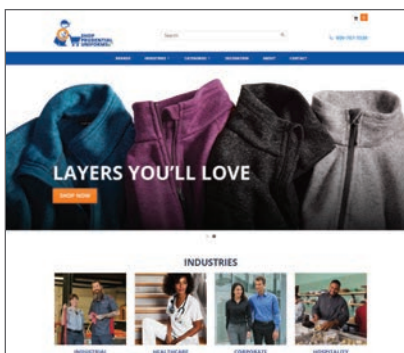 SHOP
PRUDENTIAL
UNIFORMS
Search
BRANDS INDUSTRIES CATEGORIES DECORATION ABOUT CONTACT
LAYERS YOU'LL LOVE
SHOP NOW
INDUSTRIES
INDUSTRIAL HEALTHCARE CORPORATE HOSPITALITY